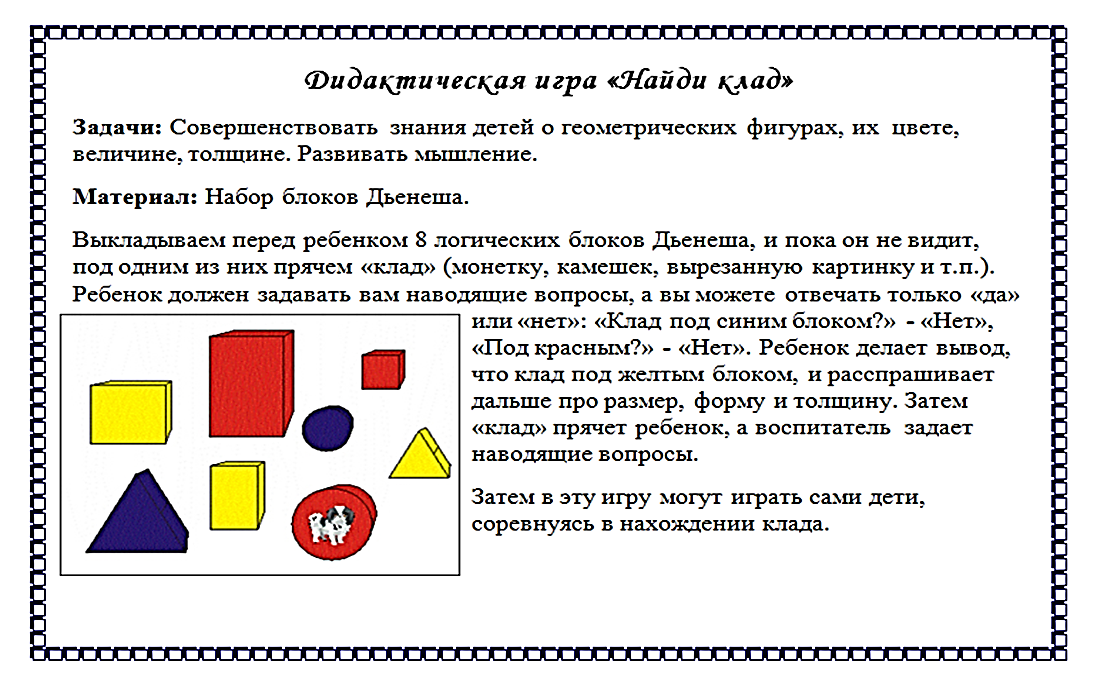 Дидактическая игра «Найди клад»
Задачи: Совершенствовать знания детей о геометрических фигурах, их цвете,
величине, толщине. Развивать мышление.
Материал: Набор блоков Дьенеша.
Выкладываем перед ребенком 8 логических блоков Дьенеша, и пока он не видит,
под одним из них прячем «клад» (монетку, камешек, вырезанную картинку и т.п.).
Ребенок должен задавать вам наводящие вопросы, а вы можете отвечать только «да»
или «нет»: «Клад под синим блоком?» - «Нет»,
«Под красным?» - «Нет». Ребенок делает вывод,
что клад под желтым блоком, и расспрашивает
дальше про размер, форму и толщину. Затем
«клад» прячет ребенок, а воспитатель задает
наводящие вопросы.
Затем в эту игру могут играть сами дети,
соревнуясь в нахождении клада.